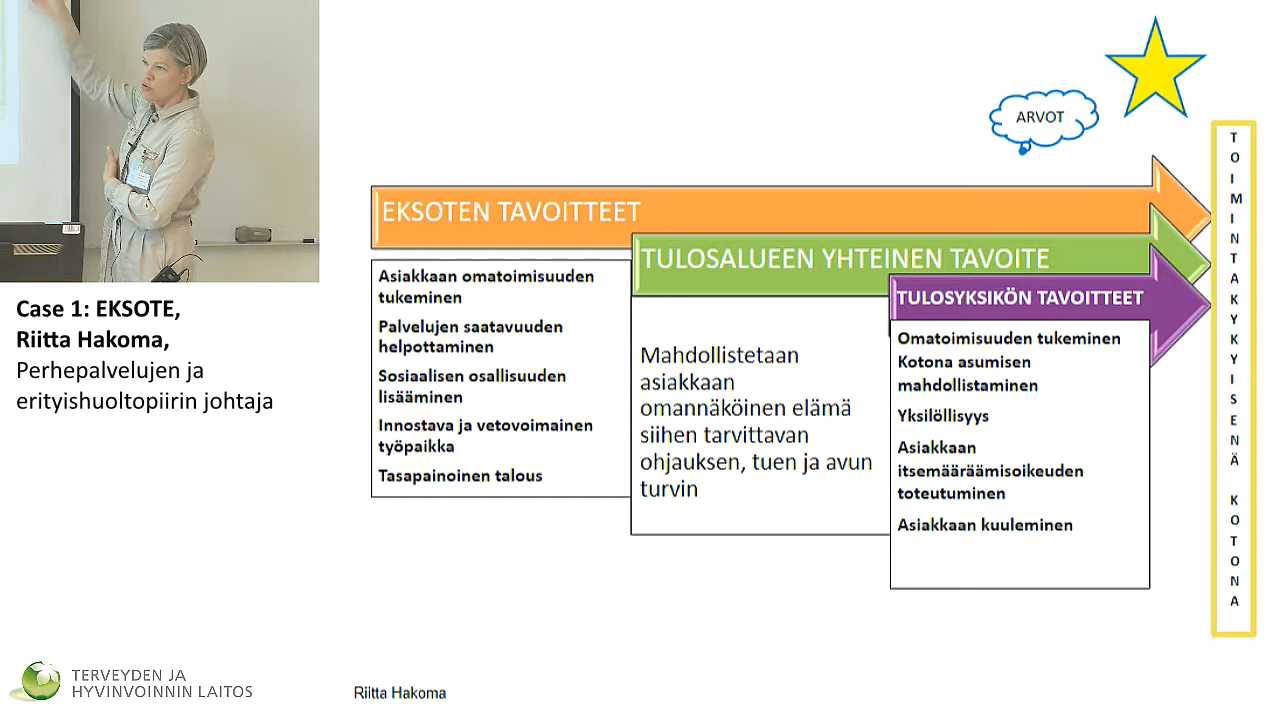 Case 1: EKSOTE,
Riitta Hakoma,
Perhepalvelujen ja
erityishuoltopiirin johtaja
ARVOT
EKSOTEN TAVOITTEET
Asiakkaan omatoimisuuden
tukeminen
Palvelujen saatavuuden
helpottaminen
Sosiaalisen osallisuuden
lisääminen
Innostava ja vetovoimainen
työpaikka
Tasapainoinen talous
TULOSALUEEN YHTEINEN TAVOITE
Mahdollistetaan
asiakkaan
omannäköinen elämä
siihen tarvittavan
ohjauksen, tuen ja avun
turvin
TULOSYKSIKÖN TAVOITTEET
Omatoimisuuden tukeminen
Kotona asumisen
mahdollistaminen
Yksilöllisyys
Asiakkaan
itsemääräämisoikeuden
toteutuminen
Asiakkaan kuuleminen
TOIMINTAKYKYISENÄ KOTONA
TERVEYDEN JA
HYVINVOINNIN LAITOS
Riitta Hakoma